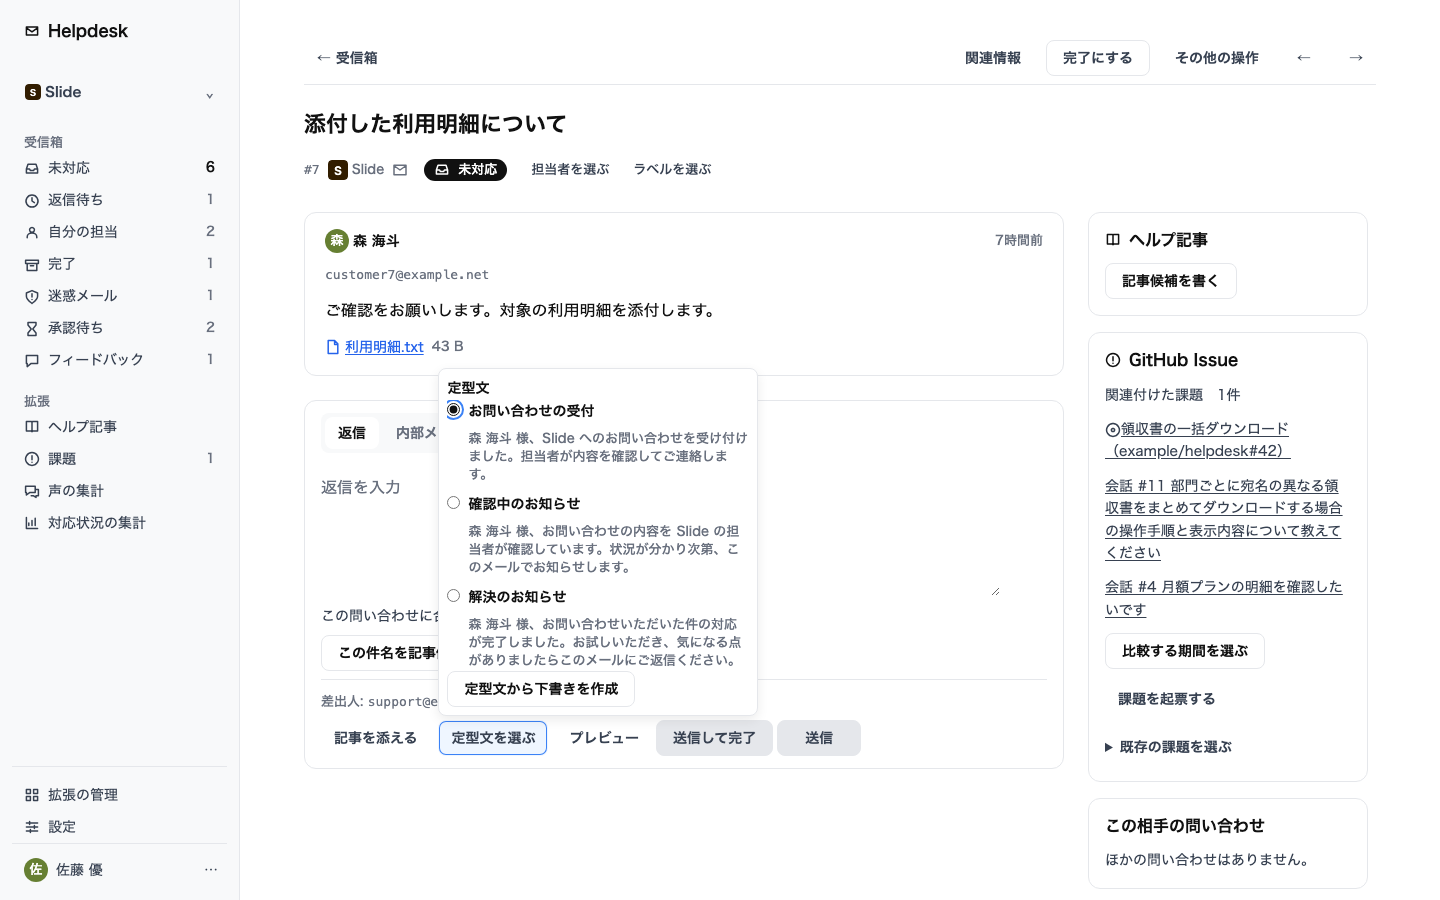 Helpdesk
S Slide
受信箱
未対応 6
返信待ち 1
自分の担当 2
完了 1
迷惑メール 1
承認待ち 2
フィードバック 1
拡張
ヘルプ記事
課題 1
声の集計
対応状況の集計
拡張の管理
設定
佐 佐藤 優 …
← 受信箱
関連情報 完了にする その他の操作 ← →
添付した利用明細について
#7 S Slide 未対応 担当者を選ぶ ラベルを選ぶ
森 森 海斗 7時間前
customer7@example.net
ご確認をお願いします。対象の利用明細を添付します。
利用明細.txt 43 B
返信 内部メ
返信を入力
この問い合わせに
この件名を記事
差出人: support@e
定型文
お問い合わせの受付
森 海斗 様、Slide へのお問い合わせを受け付け
ました。担当者が内容を確認してご連絡しま
す。
確認中のお知らせ
森 海斗 様、お問い合わせの内容を Slide の担
当者が確認しています。状況が分かり次第、こ
のメールでお知らせします。
解決のお知らせ
森 海斗 様、お問い合わせいただいた件の対応
が完了しました。お試しいただき、気になる点
がありましたらこのメールにご返信ください。
定型文から下書きを作成
記事を添える 定型文を選ぶ プレビュー 送信して完了 送信
ヘルプ記事
記事候補を書く
GitHub Issue
関連付けた課題 1件
領収書の一括ダウンロード
（example/helpdesk#42）
会話 #11 部門ごとに宛名の異なる領
収書をまとめてダウンロードする場合
の操作手順と表示内容について教えて
ください
会話 #4 月額プランの明細を確認した
いです
比較する期間を選ぶ
課題を起票する
▶ 既存の課題を選ぶ
この相手の問い合わせ
ほかの問い合わせはありません。